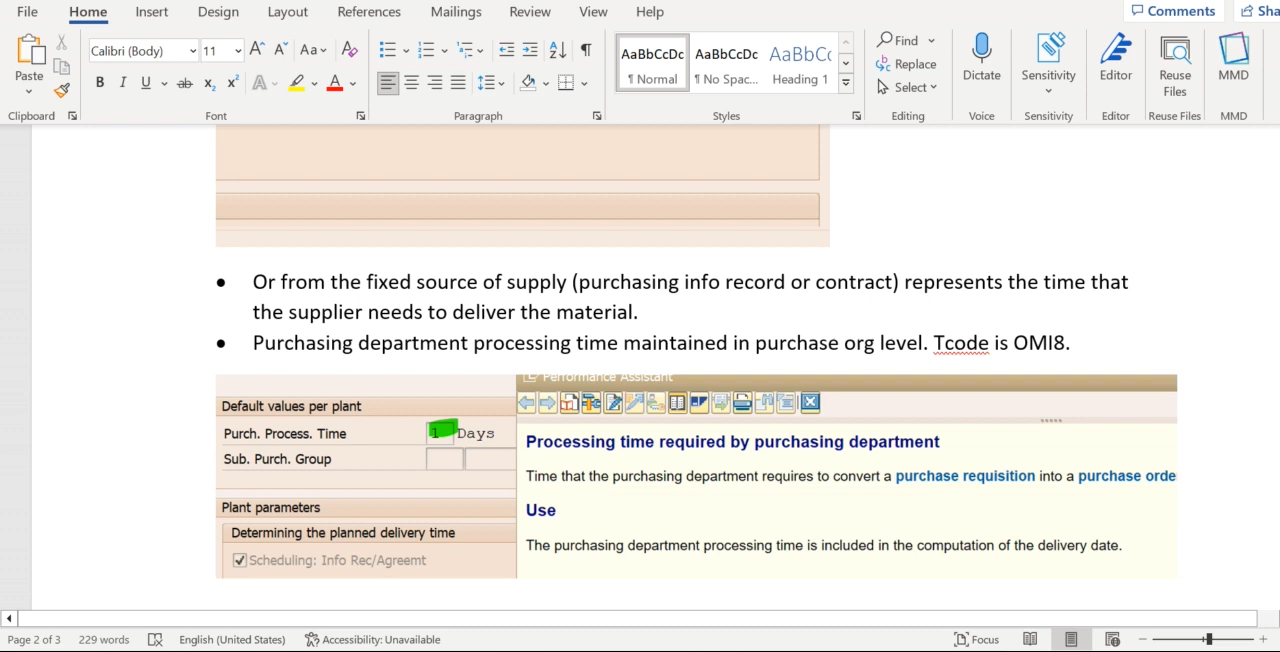 File Home Insert Design Layout References Mailings Review View Help Comments Sha
Paste
Calibri (Body) 11 A^ A˅ Aa A
B I U ab x₂ x² A A
AaBbCcDc AaBbCcDc AaBbCc
¶ Normal ¶ No Spac... Heading 1
Find
Replace
Select
Dictate
Sensitivity
Editor
Reuse
Files
MMD
Clipboard Font Paragraph Styles Editing Voice Sensitivity Editor Reuse Files MMD
• Or from the fixed source of supply (purchasing info record or contract) represents the time that
the supplier needs to deliver the material.
• Purchasing department processing time maintained in purchase org level. Tcode is OMI8.
Default values per plant
Purch. Process. Time 1 Days
Sub. Purch. Group
Plant parameters
Determining the planned delivery time
Scheduling: Info Rec/Agreemt
Performance Assistant
Processing time required by purchasing department
Time that the purchasing department requires to convert a purchase requisition into a purchase orde
Use
The purchasing department processing time is included in the computation of the delivery date.
Page 2 of 3 229 words English (United States) Accessibility: Unavailable Focus